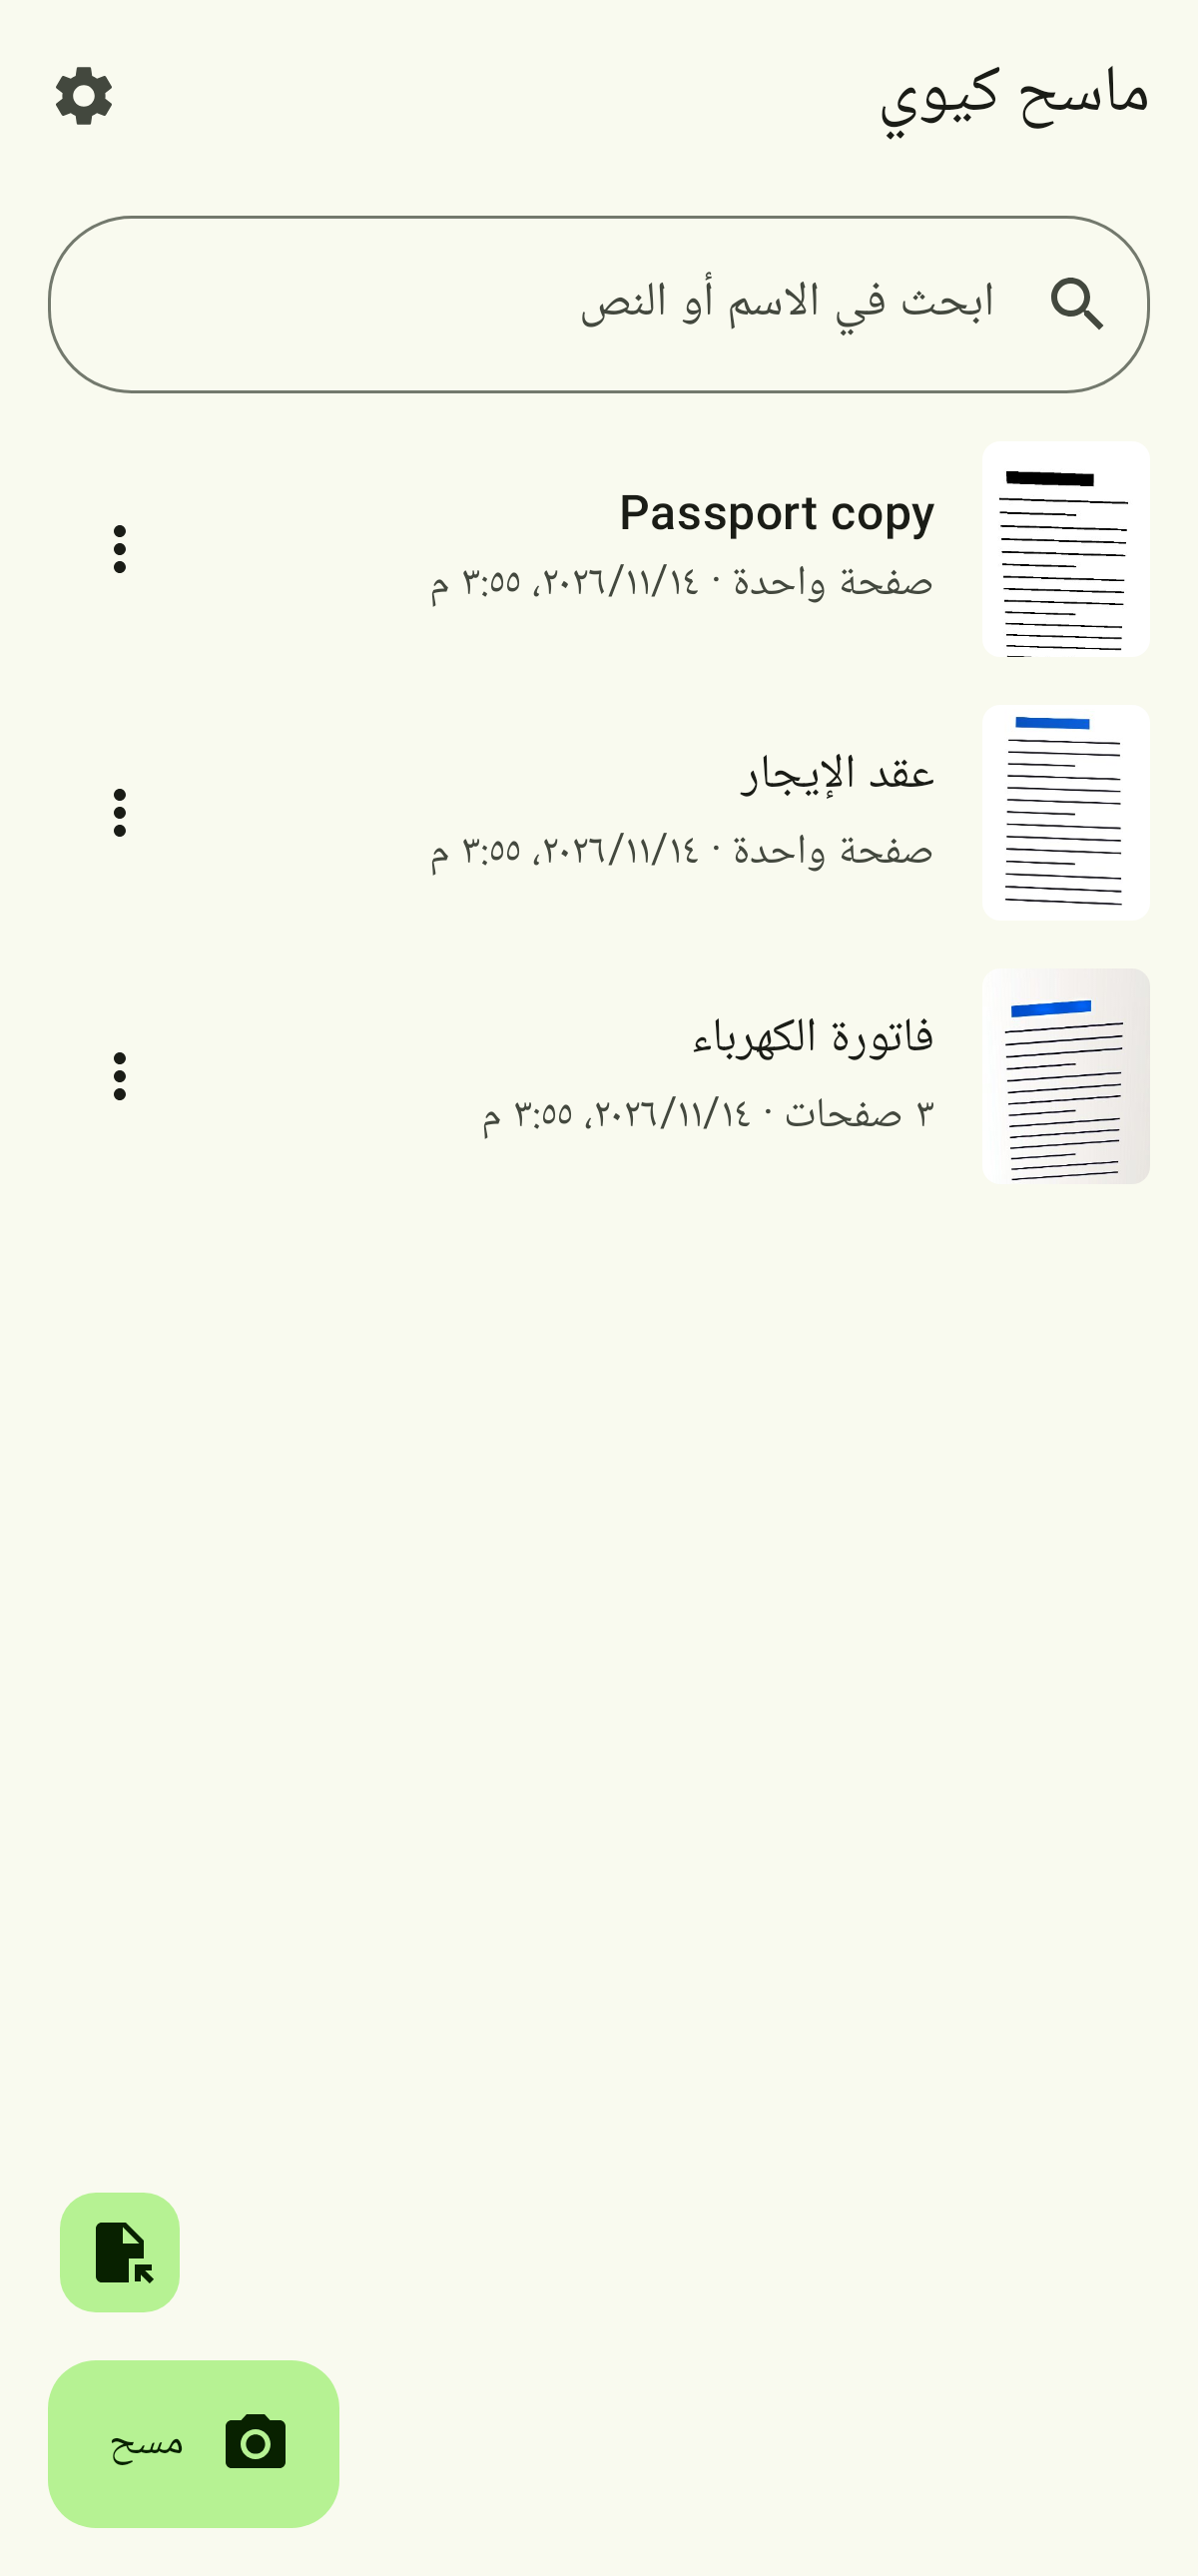 ماسح كيوي
ابحث في الاسم أو النص
Passport copy
صفحة واحدة · ١٤‏/١١‏/٢٠٢٦، ٣:٥٥ م
عقد الإيجار
صفحة واحدة · ١٤‏/١١‏/٢٠٢٦، ٣:٥٥ م
فاتورة الكهرباء
٣ صفحات · ١٤‏/١١‏/٢٠٢٦، ٣:٥٥ م
مسح